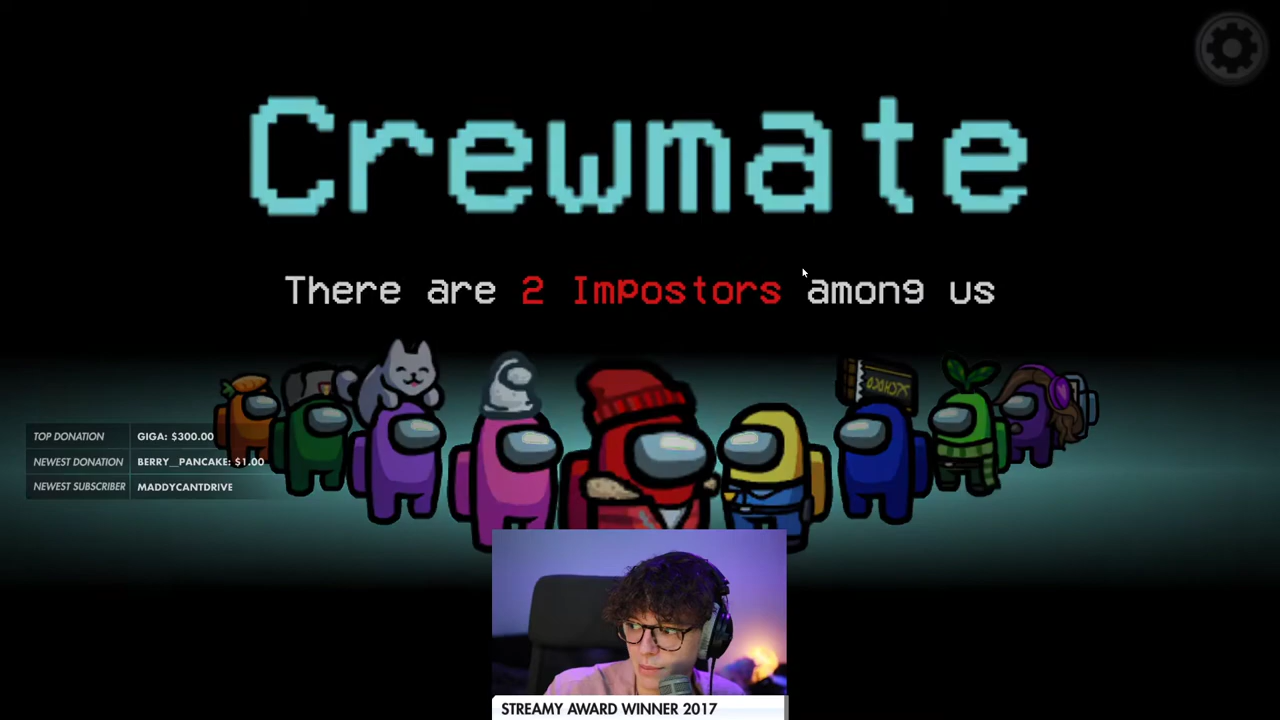 Crewmate
There are 2 Impostors among us
TOP DONATION GIGA: $300.00
NEWEST DONATION BERRY__PANCAKE: $1.00
NEWEST SUBSCRIBER MADDYCANTDRIVE
STREAMY AWARD WINNER 2017